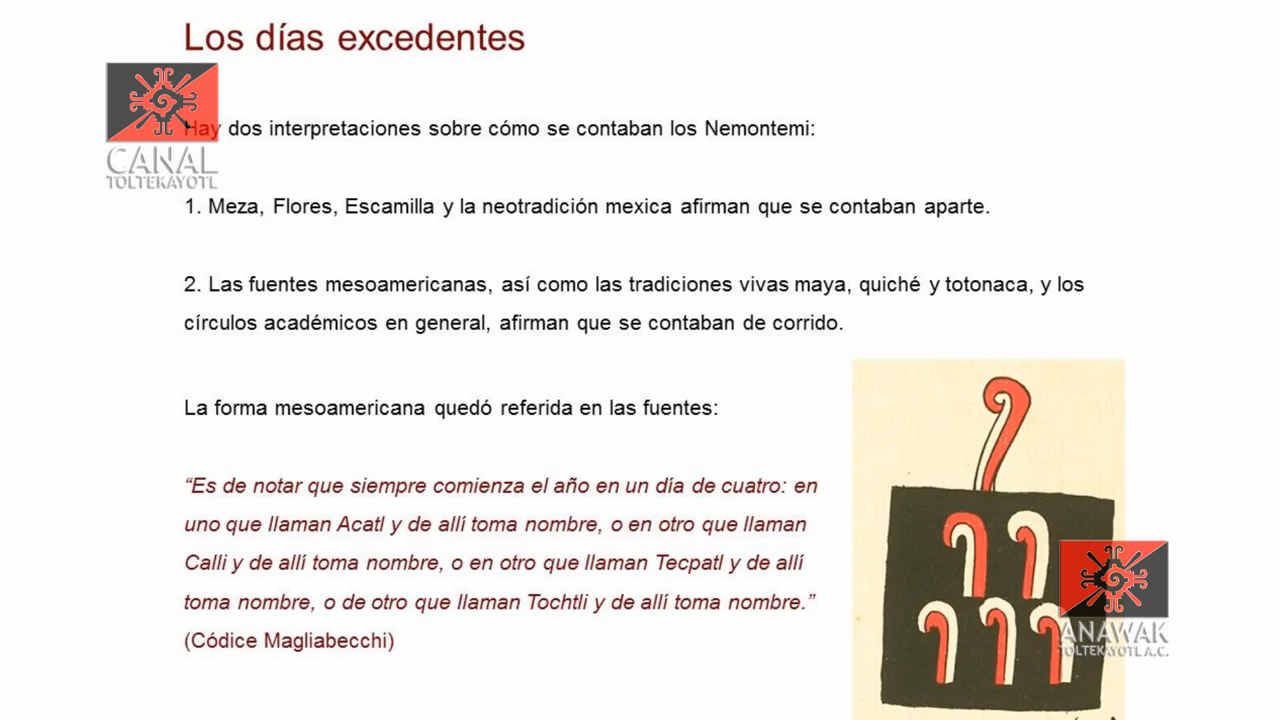 Los días excedentes
CANAL
TOLTEKAYOTL
Hay dos interpretaciones sobre cómo se contaban los Nemontemi:
1. Meza, Flores, Escamilla y la neotradición mexica afirman que se contaban aparte.
2. Las fuentes mesoamericanas, así como las tradiciones vivas maya, quiché y totonaca, y los
círculos académicos en general, afirman que se contaban de corrido.
La forma mesoamericana quedó referida en las fuentes:
“Es de notar que siempre comienza el año en un día de cuatro: en
uno que llaman Acatl y de allí toma nombre, o en otro que llaman
Calli y de allí toma nombre, o en otro que llaman Tecpatl y de allí
toma nombre, o de otro que llaman Tochtli y de allí toma nombre.”
(Códice Magliabecchi)
ANAWAK
TOLTEKAYOTL A.C.